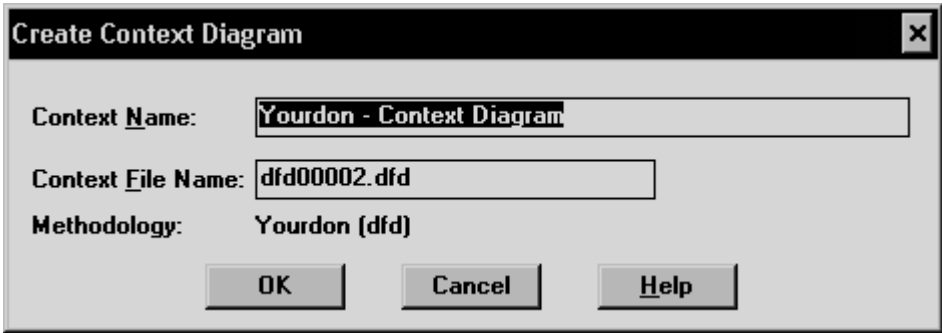 Create Context Diagram
Context Name: Yourdon - Context Diagram
Context File Name: dfd00002.dfd
Methodology: Yourdon (dfd)
OK Cancel Help